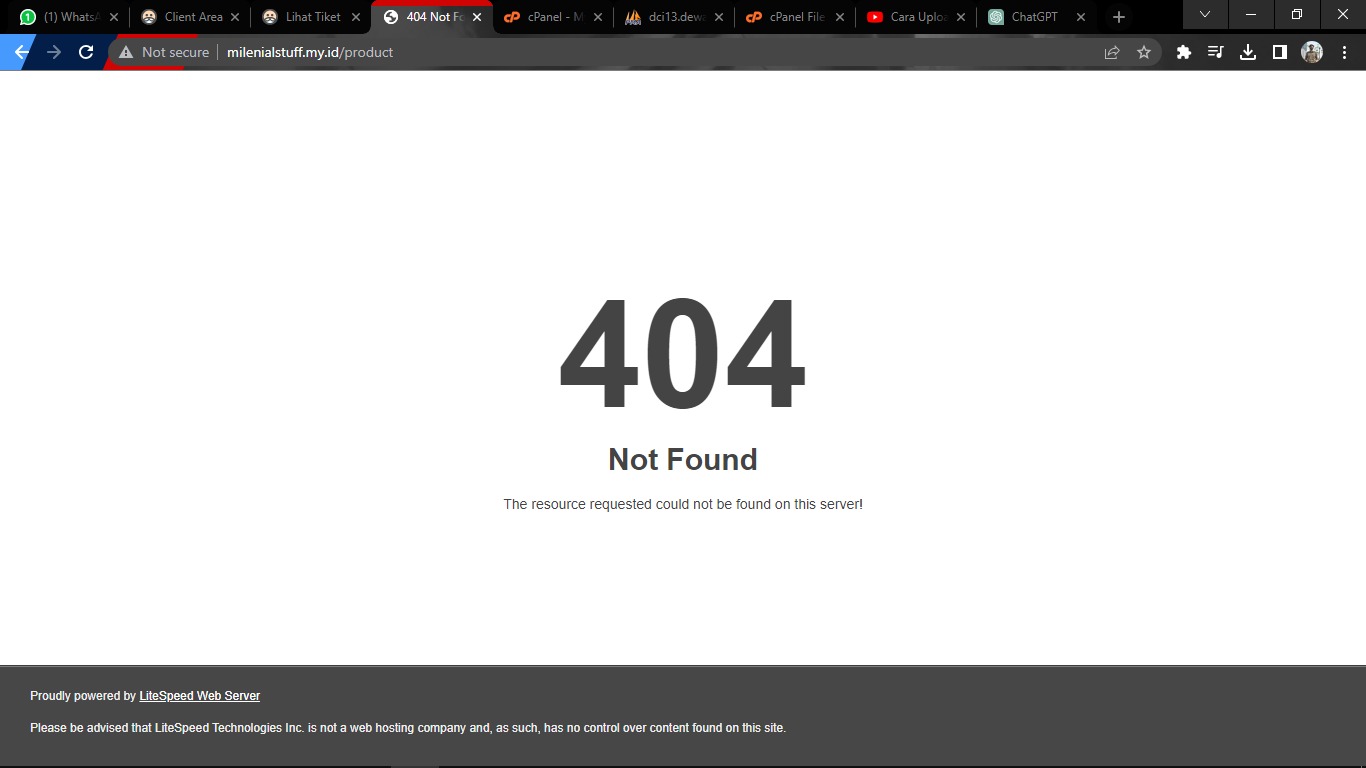 (1) Whats
Client Area
Lihat Tiket
404 Not Fo
cPanel - M
dci13.dewa
cPanel File
Cara Uploa
ChatGPT
Not secure
milenialstuff.my.id/product
404
Not Found
The resource requested could not be found on this server!
Proudly powered by LiteSpeed Web Server
Please be advised that LiteSpeed Technologies Inc. is not a web hosting company and, as such, has no control over content found on this site.